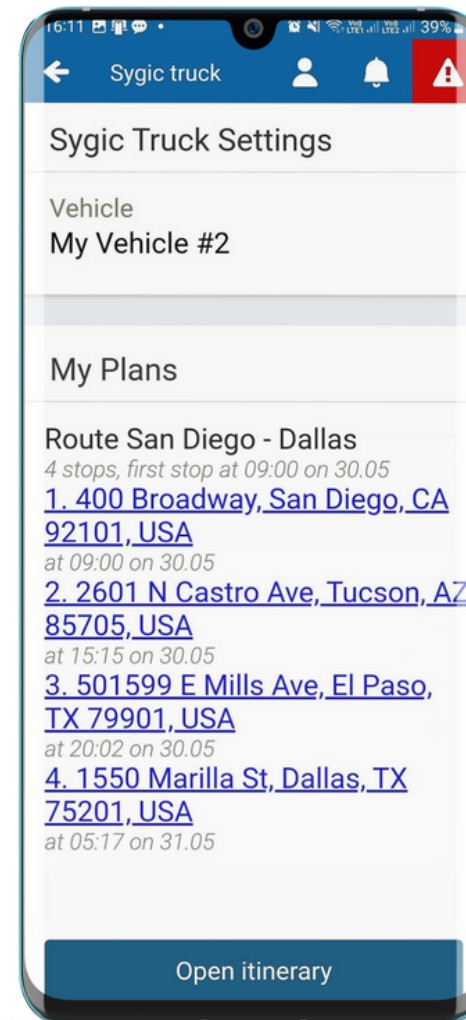 16:11 39%
Sygic truck
Sygic Truck Settings
Vehicle
My Vehicle #2
My Plans
Route San Diego - Dallas
4 stops, first stop at 09:00 on 30.05
1. 400 Broadway, San Diego, CA
92101, USA
at 09:00 on 30.05
2. 2601 N Castro Ave, Tucson, AZ
85705, USA
at 15:15 on 30.05
3. 501599 E Mills Ave, El Paso,
TX 79901, USA
at 20:02 on 30.05
4. 1550 Marilla St, Dallas, TX
75201, USA
at 05:17 on 31.05
Open itinerary